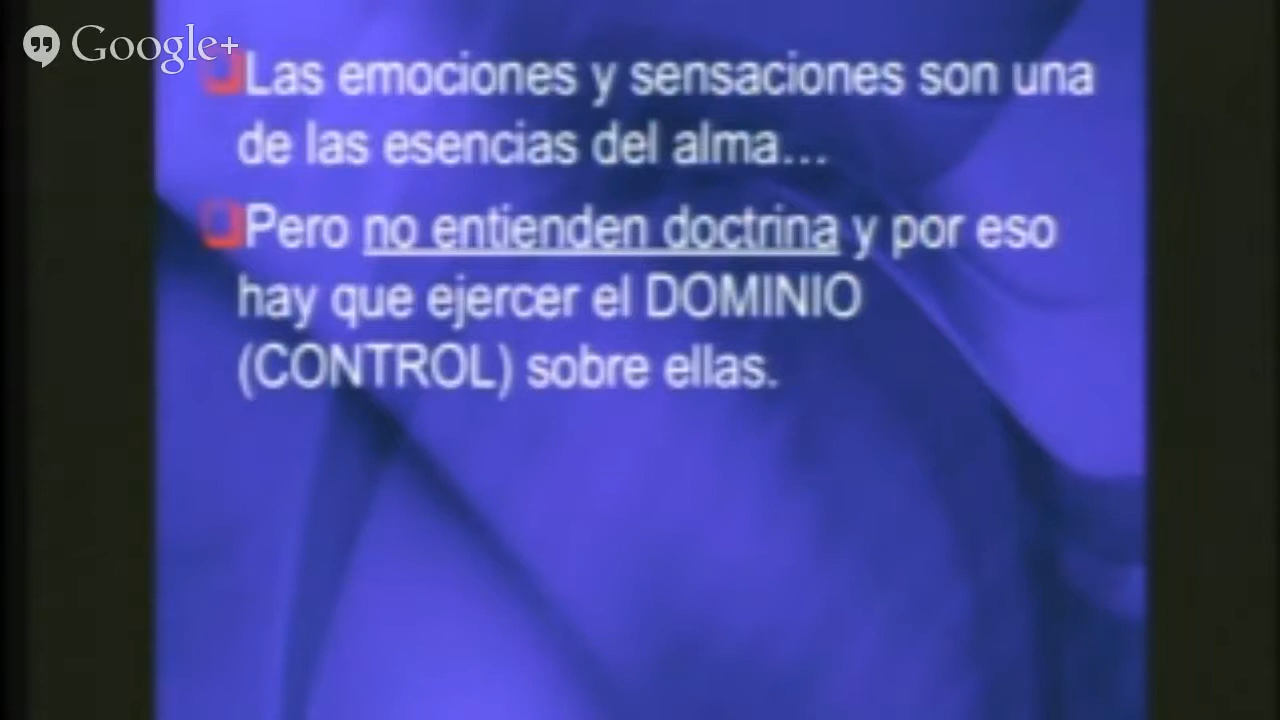 Google+
Las emociones y sensaciones son una
de las esencias del alma...
Pero no entienden doctrina y por eso
hay que ejercer el DOMINIO
(CONTROL) sobre ellas.